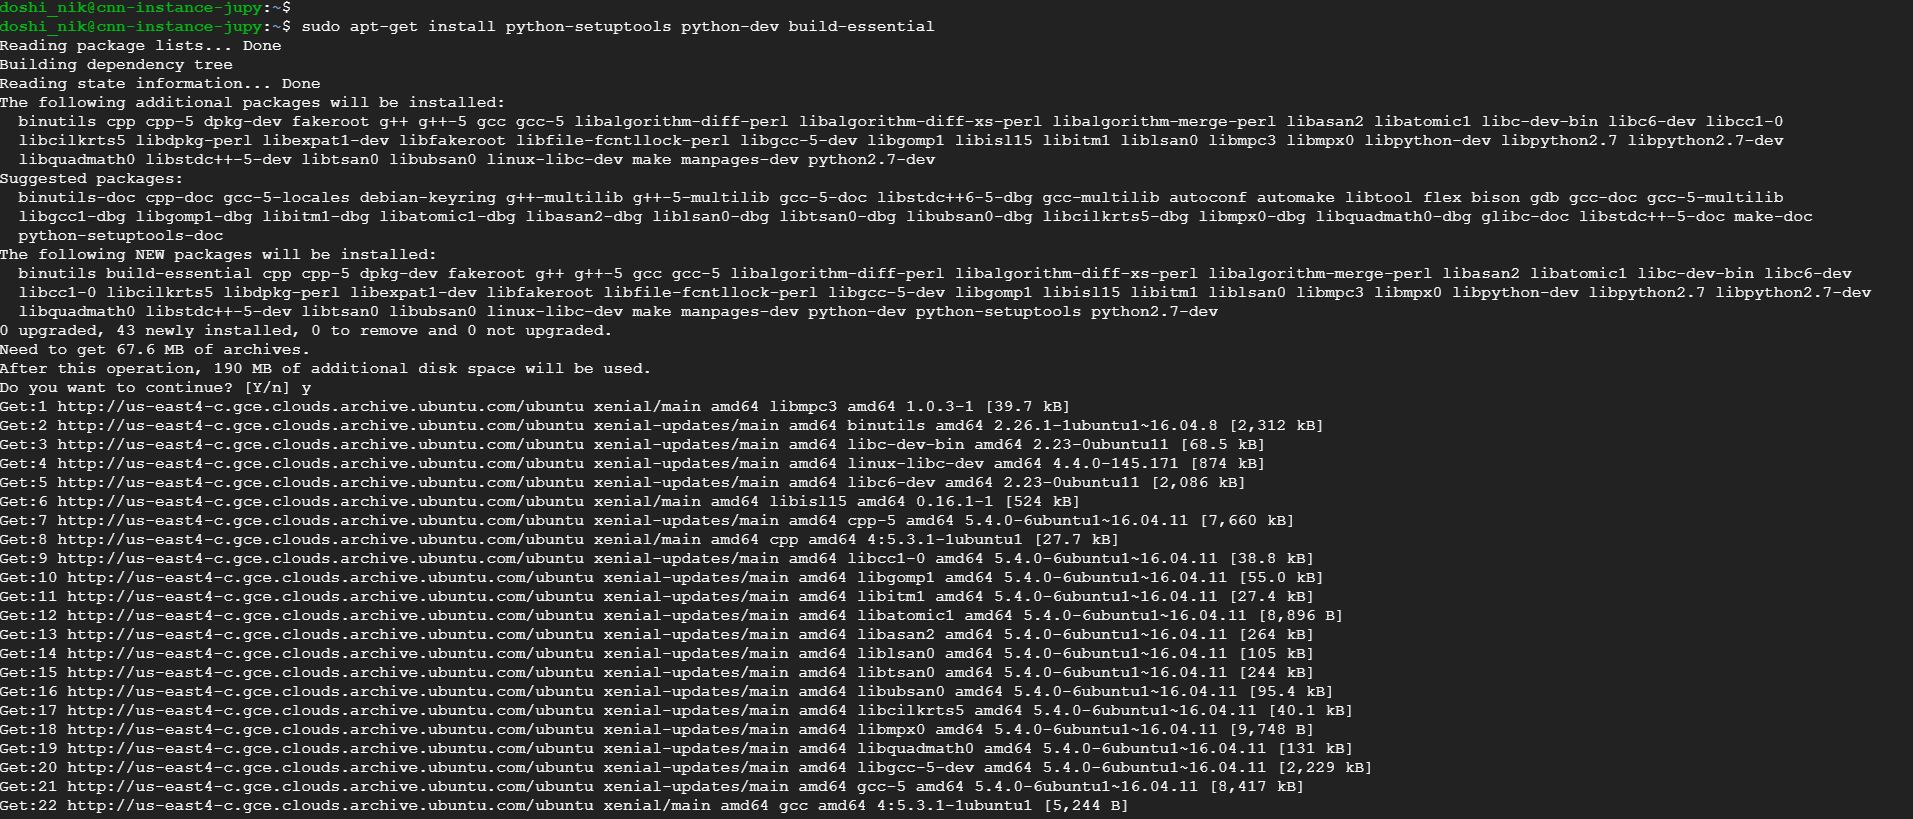 doshi_nik@cnn-instance-jupy:~$
doshi_nik@cnn-instance-jupy:~$ sudo apt-get install python-setuptools python-dev build-essential
Reading package lists... Done
Building dependency tree
Reading state information... Done
The following additional packages will be installed:
  binutils cpp cpp-5 dpkg-dev fakeroot g++ g++-5 gcc gcc-5 libalgorithm-diff-perl libalgorithm-diff-xs-perl libalgorithm-merge-perl libasan2 libatomic1 libc-dev-bin libc6-dev libcc1-0
  libcilkrts5 libdpkg-perl libexpat1-dev libfakeroot libfile-fcntllock-perl libgcc-5-dev libgomp1 libisl15 libitm1 liblsan0 libmpc3 libmpx0 libpython-dev libpython2.7 libpython2.7-dev
  libquadmath0 libstdc++-5-dev libtsan0 libubsan0 linux-libc-dev make manpages-dev python2.7-dev
Suggested packages:
  binutils-doc cpp-doc gcc-5-locales debian-keyring g++-multilib g++-5-multilib gcc-5-doc libstdc++6-5-dbg gcc-multilib autoconf automake libtool flex bison gdb gcc-doc gcc-5-multilib
  libgcc1-dbg libgomp1-dbg libitm1-dbg libatomic1-dbg libasan2-dbg liblsan0-dbg libtsan0-dbg libubsan0-dbg libcilkrts5-dbg libmpx0-dbg libquadmath0-dbg glibc-doc libstdc++-5-doc make-doc
  python-setuptools-doc
The following NEW packages will be installed:
  binutils build-essential cpp cpp-5 dpkg-dev fakeroot g++ g++-5 gcc gcc-5 libalgorithm-diff-perl libalgorithm-diff-xs-perl libalgorithm-merge-perl libasan2 libatomic1 libc-dev-bin libc6-dev
  libcc1-0 libcilkrts5 libdpkg-perl libexpat1-dev libfakeroot libfile-fcntllock-perl libgcc-5-dev libgomp1 libisl15 libitm1 liblsan0 libmpc3 libmpx0 libpython-dev libpython2.7 libpython2.7-dev
  libquadmath0 libstdc++-5-dev libtsan0 libubsan0 linux-libc-dev make manpages-dev python-dev python-setuptools python2.7-dev
0 upgraded, 43 newly installed, 0 to remove and 0 not upgraded.
Need to get 67.6 MB of archives.
After this operation, 190 MB of additional disk space will be used.
Do you want to continue? [Y/n] y
Get:1 http://us-east4-c.gce.clouds.archive.ubuntu.com/ubuntu xenial/main amd64 libmpc3 amd64 1.0.3-1 [39.7 kB]
Get:2 http://us-east4-c.gce.clouds.archive.ubuntu.com/ubuntu xenial-updates/main amd64 binutils amd64 2.26.1-1ubuntu1~16.04.8 [2,312 kB]
Get:3 http://us-east4-c.gce.clouds.archive.ubuntu.com/ubuntu xenial-updates/main amd64 libc-dev-bin amd64 2.23-0ubuntu11 [68.5 kB]
Get:4 http://us-east4-c.gce.clouds.archive.ubuntu.com/ubuntu xenial-updates/main amd64 linux-libc-dev amd64 4.4.0-145.171 [874 kB]
Get:5 http://us-east4-c.gce.clouds.archive.ubuntu.com/ubuntu xenial-updates/main amd64 libc6-dev amd64 2.23-0ubuntu11 [2,086 kB]
Get:6 http://us-east4-c.gce.clouds.archive.ubuntu.com/ubuntu xenial/main amd64 libisl15 amd64 0.16.1-1 [524 kB]
Get:7 http://us-east4-c.gce.clouds.archive.ubuntu.com/ubuntu xenial-updates/main amd64 cpp-5 amd64 5.4.0-6ubuntu1~16.04.11 [7,660 kB]
Get:8 http://us-east4-c.gce.clouds.archive.ubuntu.com/ubuntu xenial/main amd64 cpp amd64 4:5.3.1-1ubuntu1 [27.7 kB]
Get:9 http://us-east4-c.gce.clouds.archive.ubuntu.com/ubuntu xenial-updates/main amd64 libcc1-0 amd64 5.4.0-6ubuntu1~16.04.11 [38.8 kB]
Get:10 http://us-east4-c.gce.clouds.archive.ubuntu.com/ubuntu xenial-updates/main amd64 libgomp1 amd64 5.4.0-6ubuntu1~16.04.11 [55.0 kB]
Get:11 http://us-east4-c.gce.clouds.archive.ubuntu.com/ubuntu xenial-updates/main amd64 libitm1 amd64 5.4.0-6ubuntu1~16.04.11 [27.4 kB]
Get:12 http://us-east4-c.gce.clouds.archive.ubuntu.com/ubuntu xenial-updates/main amd64 libatomic1 amd64 5.4.0-6ubuntu1~16.04.11 [8,896 B]
Get:13 http://us-east4-c.gce.clouds.archive.ubuntu.com/ubuntu xenial-updates/main amd64 libasan2 amd64 5.4.0-6ubuntu1~16.04.11 [264 kB]
Get:14 http://us-east4-c.gce.clouds.archive.ubuntu.com/ubuntu xenial-updates/main amd64 liblsan0 amd64 5.4.0-6ubuntu1~16.04.11 [105 kB]
Get:15 http://us-east4-c.gce.clouds.archive.ubuntu.com/ubuntu xenial-updates/main amd64 libtsan0 amd64 5.4.0-6ubuntu1~16.04.11 [244 kB]
Get:16 http://us-east4-c.gce.clouds.archive.ubuntu.com/ubuntu xenial-updates/main amd64 libubsan0 amd64 5.4.0-6ubuntu1~16.04.11 [95.4 kB]
Get:17 http://us-east4-c.gce.clouds.archive.ubuntu.com/ubuntu xenial-updates/main amd64 libcilkrts5 amd64 5.4.0-6ubuntu1~16.04.11 [40.1 kB]
Get:18 http://us-east4-c.gce.clouds.archive.ubuntu.com/ubuntu xenial-updates/main amd64 libmpx0 amd64 5.4.0-6ubuntu1~16.04.11 [9,748 B]
Get:19 http://us-east4-c.gce.clouds.archive.ubuntu.com/ubuntu xenial-updates/main amd64 libquadmath0 amd64 5.4.0-6ubuntu1~16.04.11 [131 kB]
Get:20 http://us-east4-c.gce.clouds.archive.ubuntu.com/ubuntu xenial-updates/main amd64 libgcc-5-dev amd64 5.4.0-6ubuntu1~16.04.11 [2,229 kB]
Get:21 http://us-east4-c.gce.clouds.archive.ubuntu.com/ubuntu xenial-updates/main amd64 gcc-5 amd64 5.4.0-6ubuntu1~16.04.11 [8,417 kB]
Get:22 http://us-east4-c.gce.clouds.archive.ubuntu.com/ubuntu xenial/main amd64 gcc amd64 4:5.3.1-1ubuntu1 [5,244 B]